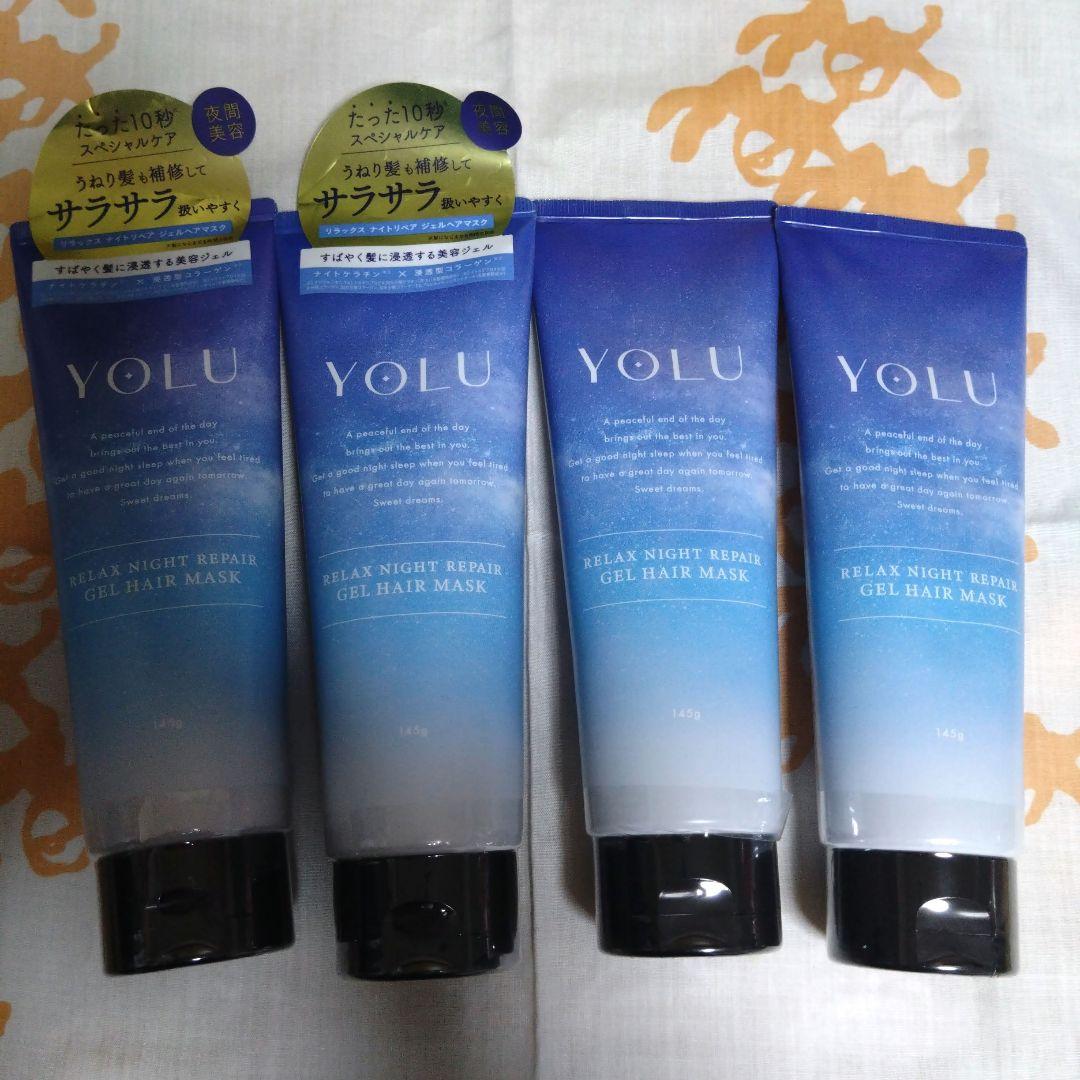 たった10秒
スペシャルケア
夜間
美容
うねり髪も補修して
サラサラ扱いやすく
リラックス ナイトリペア ジェルヘアマスク
すばやく髪に浸透する美容ジェル
ナイトケラチン × 浸透型コラーゲン
YOLU
A peaceful end of the day
brings out the best in you.
Get a good night sleep when you feel tired
to have a great day again tomorrow.
Sweet dreams.
RELAX NIGHT REPAIR
GEL HAIR MASK
145g
たった10秒
スペシャルケア
夜間
美容
うねり髪も補修して
サラサラ扱いやすく
リラックス ナイトリペア ジェルヘアマスク
すばやく髪に浸透する美容ジェル
ナイトケラチン × 浸透型コラーゲン
YOLU
A peaceful end of the day
brings out the best in you.
Get a good night sleep when you feel tired
to have a great day again tomorrow.
Sweet dreams.
RELAX NIGHT REPAIR
GEL HAIR MASK
145g
YOLU
A peaceful end of the day
brings out the best in you.
Get a good night sleep when you feel tired
to have a great day again tomorrow.
Sweet dreams.
RELAX NIGHT REPAIR
GEL HAIR MASK
145g
YOLU
A peaceful end of the day
brings out the best in you.
Get a good night sleep when you feel tired
to have a great day again tomorrow.
Sweet dreams.
RELAX NIGHT REPAIR
GEL HAIR MASK
145g